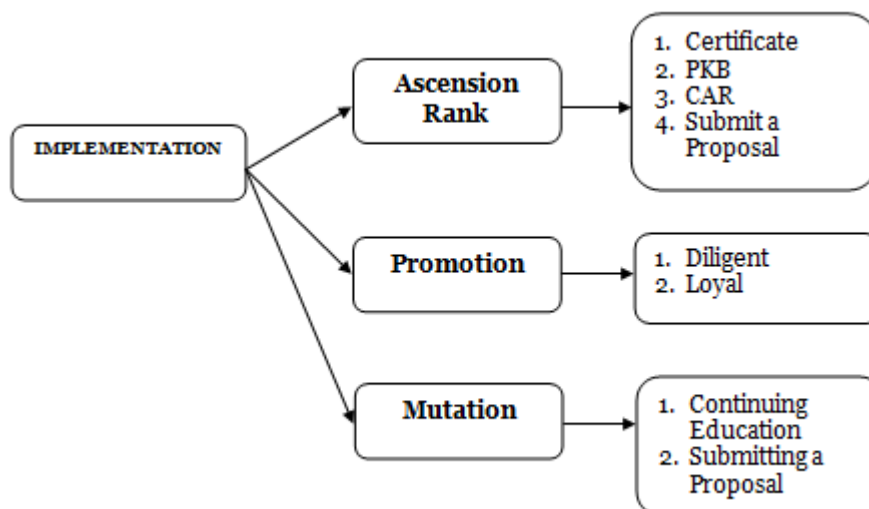 IMPLEMENTATION
Ascension
Rank
1. Certificate
2. PKB
3. CAR
4. Submit a
Proposal
Promotion
1. Diligent
2. Loyal
Mutation
1. Continuing
Education
2. Submitting a
Proposal